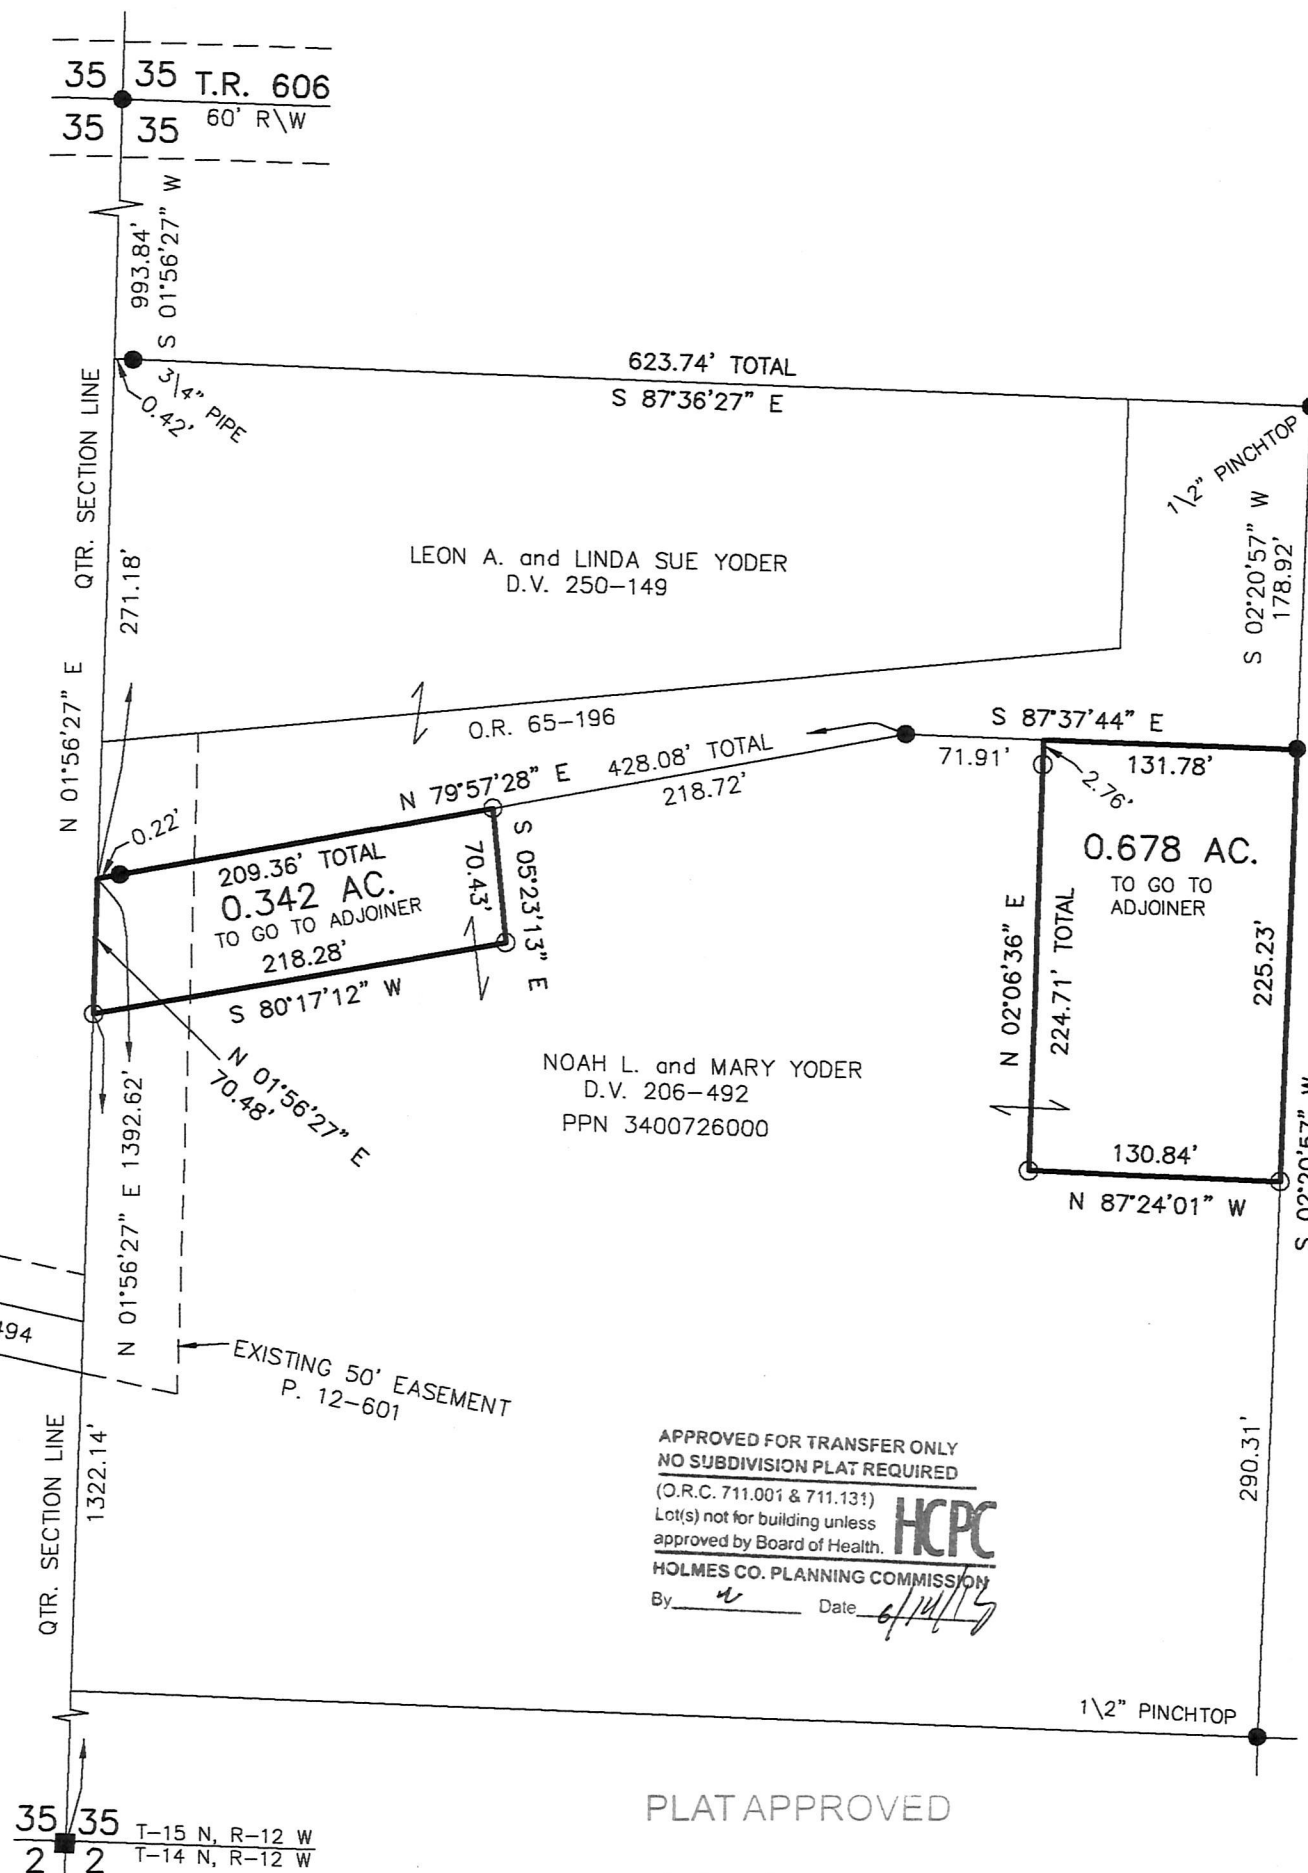 35 35 T.R. 606
60' R\W
35 35
993.84'
S 01°56'27" W
3/4" PIPE
0.42'
623.74' TOTAL
S 87°36'27" E
1\2" PINCHTOP
QTR. SECTION LINE
271.18'
N 01°56'27" E
LEON A. and LINDA SUE YODER
D.V. 250-149
S 02°20'57" W
178.92'
O.R. 65-196
N 79°57'28" E
428.08' TOTAL
218.72'
S 87°37'44" E
71.91'
131.78'
2.76'
0.22'
209.36' TOTAL
0.342 AC.
TO GO TO ADJOINER
218.28'
S 80°17'12" W
70.43'
S 05°23'13" E
0.678 AC.
TO GO TO
ADJOINER
N 02°06'36" E
224.71' TOTAL
225.23'
N 01°56'27" E
70.48'
N 01°56'27" E 1392.62'
NOAH L. and MARY YODER
D.V. 206-492
PPN 3400726000
130.84'
N 87°24'01" W
S 02°20'57" W
494
EXISTING 50' EASEMENT
P. 12-601
QTR. SECTION LINE
1322.14'
290.31'
APPROVED FOR TRANSFER ONLY
NO SUBDIVISION PLAT REQUIRED
(O.R.C. 711.001 & 711.131)
Lot(s) not for building unless
approved by Board of Health.
HCPC
HOLMES CO. PLANNING COMMISSION
By Date 6/14/
1\2" PINCHTOP
PLAT APPROVED
35 35 T-15 N, R-12 W
2 2 T-14 N, R-12 W